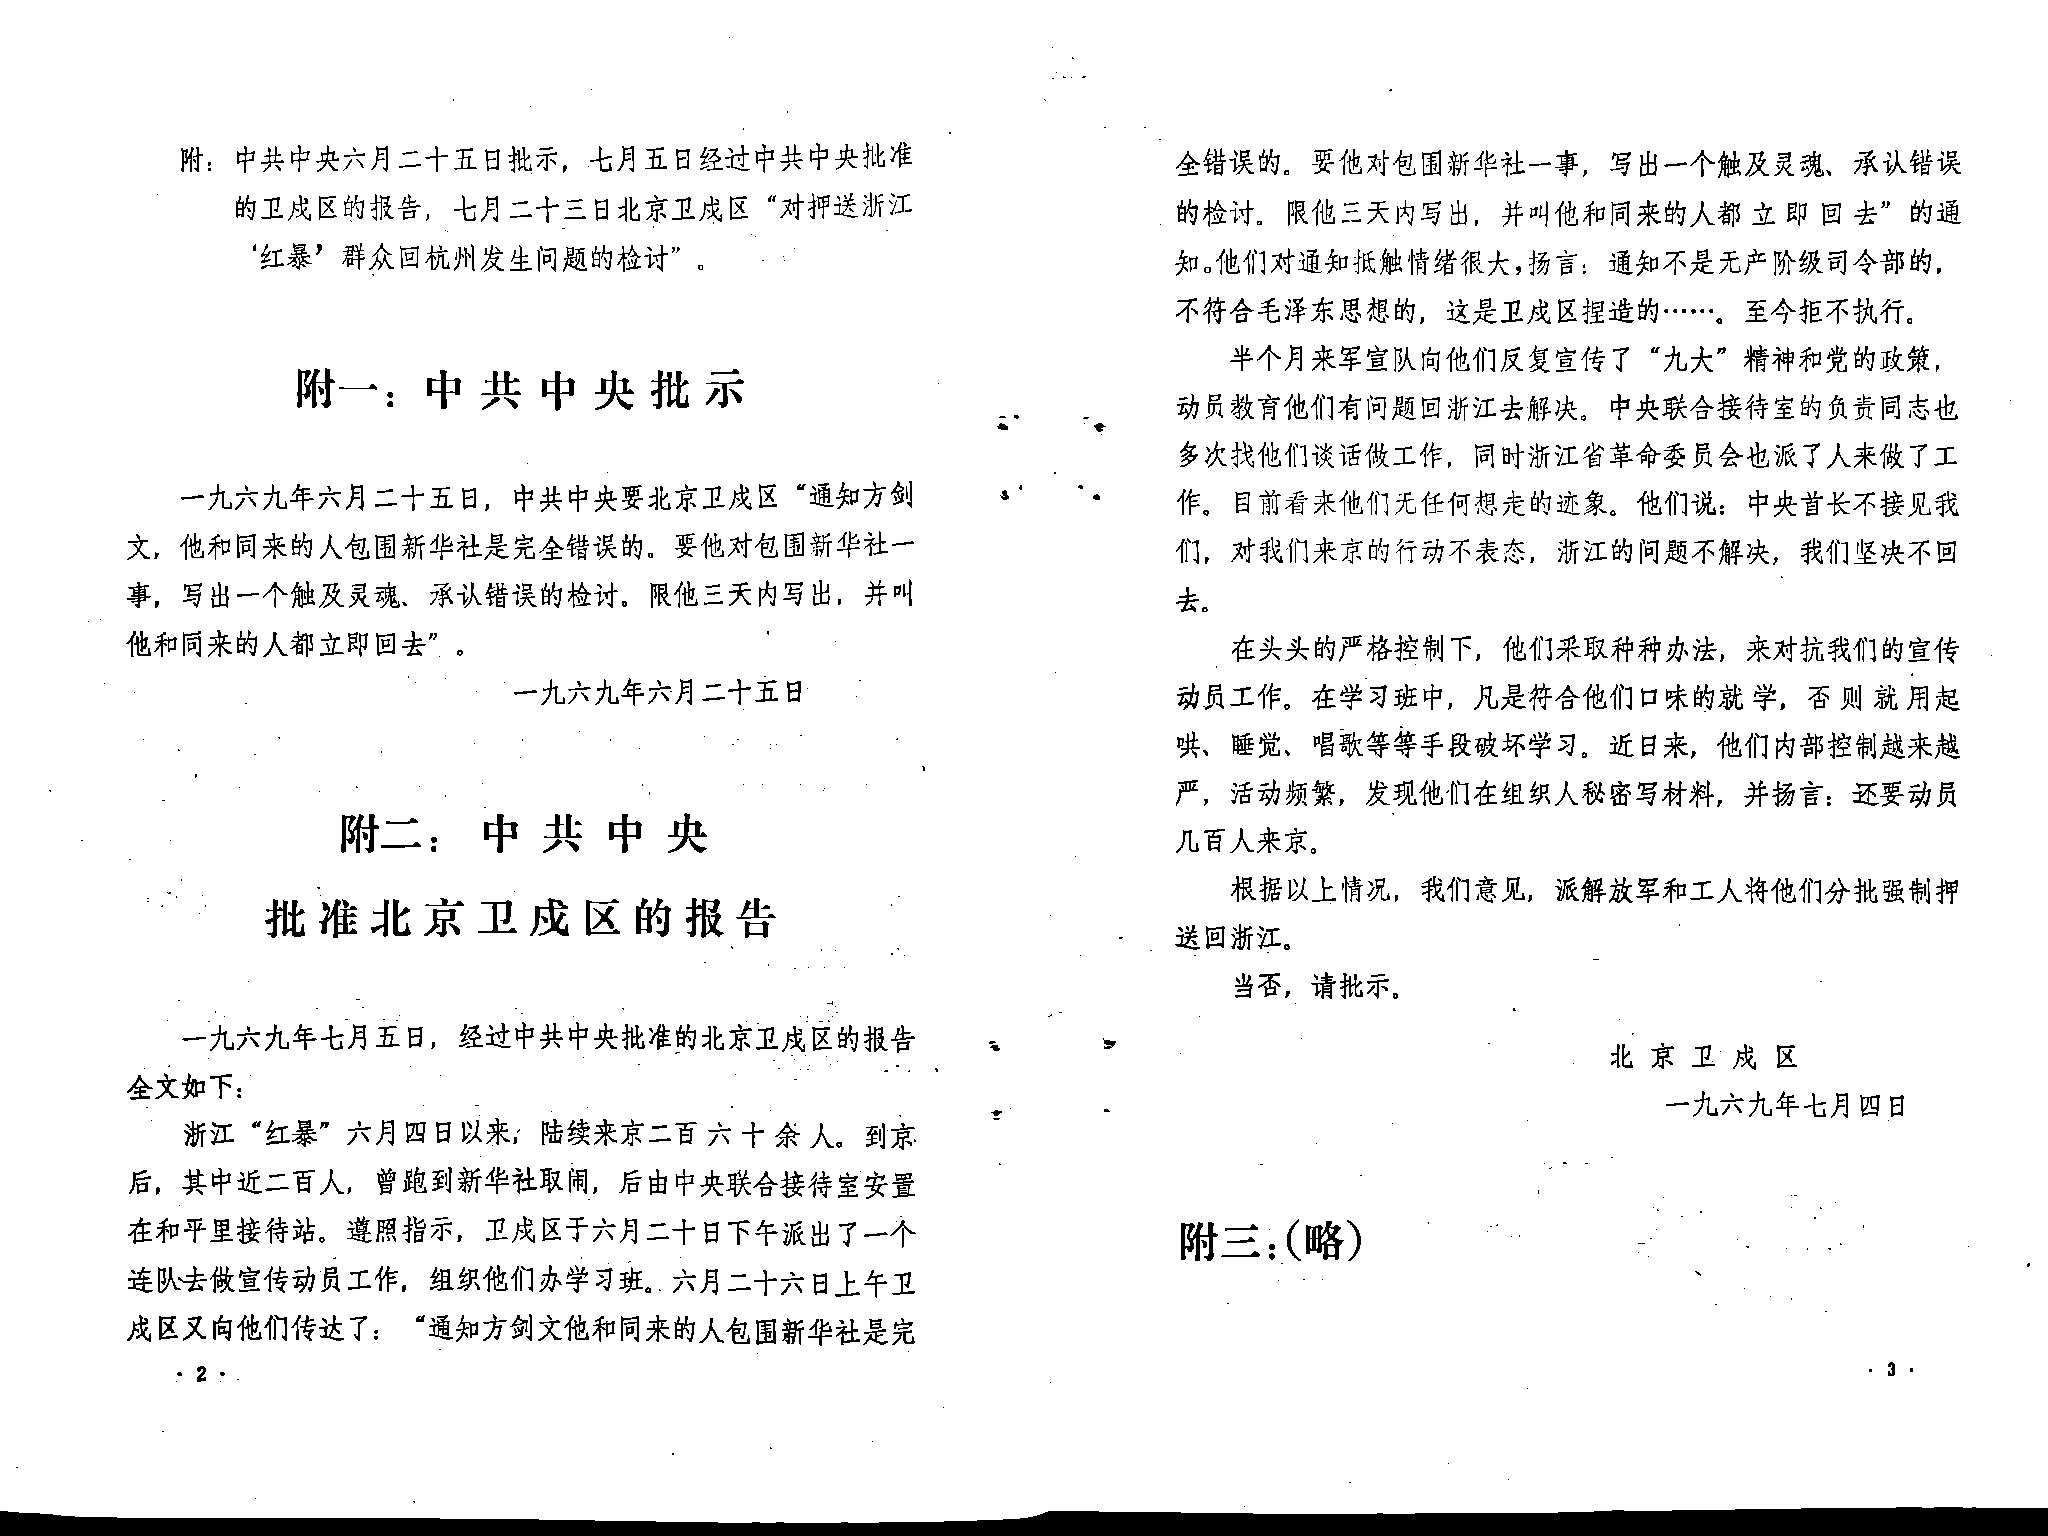 附：中共中央六月二十五日批示，七月五日经过中共中央批准
的卫戍区的报告，七月二十三日北京卫戍区“对押送浙江
‘红暴’群众回杭州发生问题的检讨”。
附一：中共中央批示
一九六九年六月二十五日，中共中央要北京卫戍区“通知方剑
文，他和同来的人包围新华社是完全错误的。要他对包围新华社一
事，写出一个触及灵魂、承认错误的检讨。限他三天内写出，并叫
他和同来的人都立即回去”。
一九六九年六月二十五日
附二：中共中央
批准北京卫戍区的报告
一九六九年七月五日，经过中共中央批准的北京卫戍区的报告
全文如下：
浙江“红暴”六月四日以来，陆续来京二百六十余人。到京
后，其中近二百人，曾跑到新华社取闹，后由中央联合接待室安置
在和平里接待站。遵照指示，卫戍区于六月二十日下午派出了一个
连队去做宣传动员工作，组织他们办学习班。六月二十六日上午卫
戍区又向他们传达了：“通知方剑文他和同来的人包围新华社是完
·2·
全错误的。要他对包围新华社一事，写出一个触及灵魂、承认错误
的检讨。限他三天内写出，并叫他和同来的人都立即回去”的通
知。他们对通知抵触情绪很大，扬言：通知不是无产阶级司令部的，
不符合毛泽东思想的，这是卫戍区捏造的……。至今拒不执行。
半个月来军宣队向他们反复宣传了“九大”精神和党的政策，
动员教育他们有问题回浙江去解决。中央联合接待室的负责同志也
多次找他们谈话做工作，同时浙江省革命委员会也派了人来做了工
作。目前看来他们无任何想走的迹象。他们说：中央首长不接见我
们，对我们来京的行动不表态，浙江的问题不解决，我们坚决不回
去。
在头头的严格控制下，他们采取种种办法，来对抗我们的宣传
动员工作。在学习班中，凡是符合他们口味的就学，否则就用起
哄、睡觉、唱歌等等手段破坏学习。近日来，他们内部控制越来越
严，活动频繁，发现他们在组织人秘密写材料，并扬言：还要动员
几百人来京。
根据以上情况，我们意见，派解放军和工人将他们分批强制押
送回浙江。
当否，请批示。
北京卫戍区
一九六九年七月四日
附三：（略）
·3·